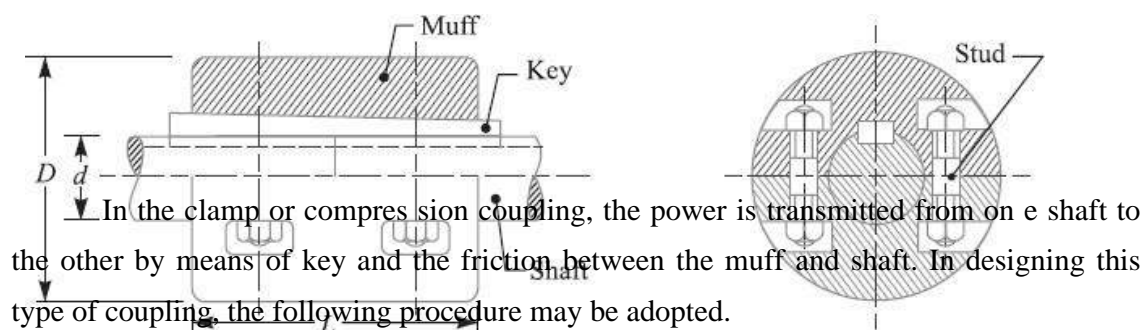 Muff
Key
Stud
D
d
In the clamp or compres sion coupling, the power is transmitted from on e shaft to
the other by means of key and the friction between the muff and shaft. In designing this
Shaft
type of coupling, the following procedure may be adopted.
L